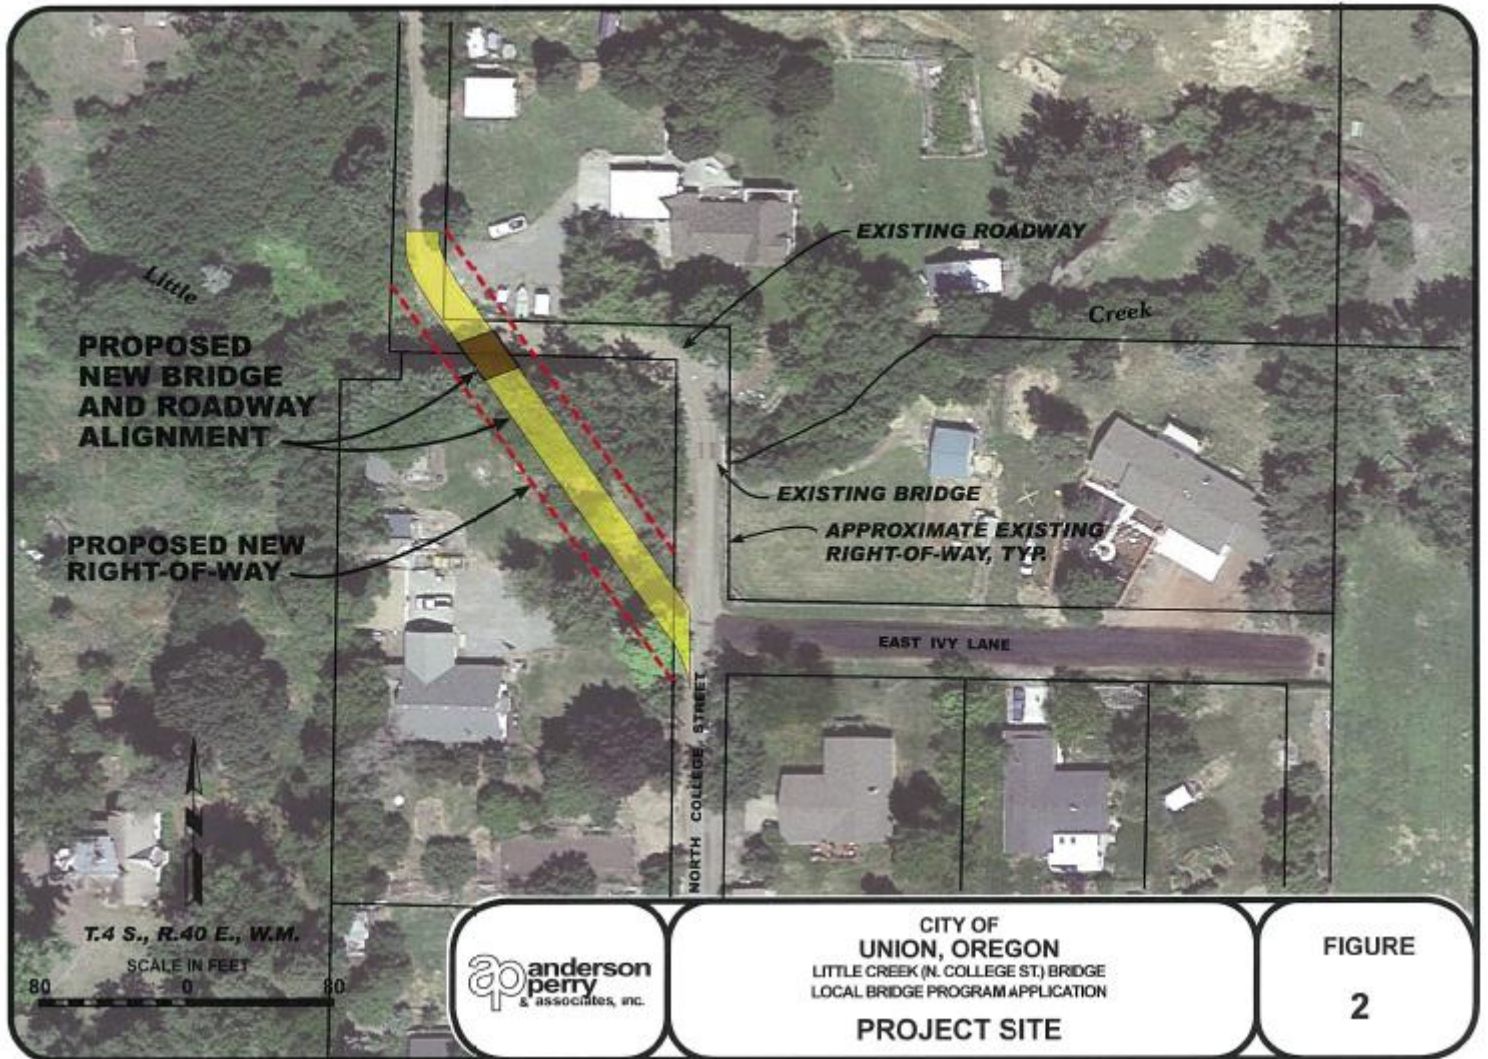 EXISTING ROADWAY
Little
Creek
PROPOSED
NEW BRIDGE
AND ROADWAY
ALIGNMENT
EXISTING BRIDGE
APPROXIMATE EXISTING
RIGHT-OF-WAY, TYP.
PROPOSED NEW
RIGHT-OF-WAY
EAST IVY LANE
NORTH COLLEGE STREET
T.4 S., R.40 E., W.M.
SCALE IN FEET
80 0 80
ap anderson
perry
& associates, inc.
CITY OF
UNION, OREGON
LITTLE CREEK (N. COLLEGE ST.) BRIDGE
LOCAL BRIDGE PROGRAM APPLICATION
PROJECT SITE
FIGURE
2